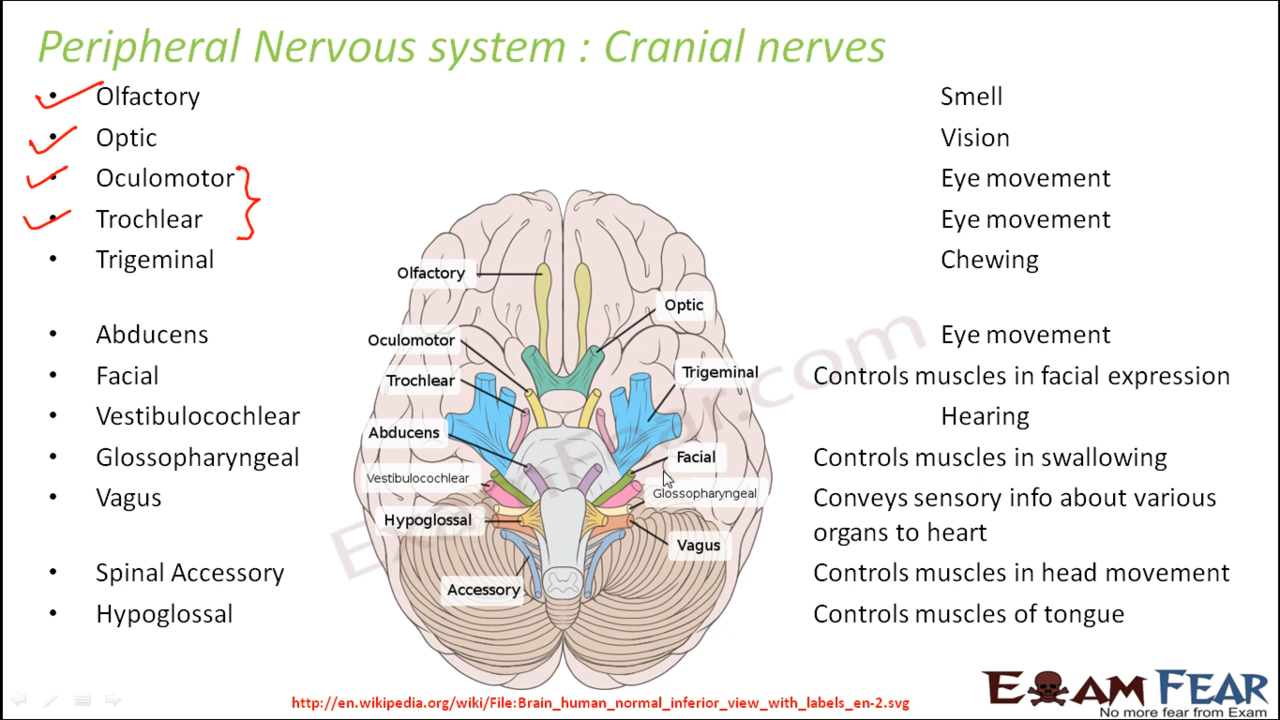 Peripheral Nervous system : Cranial nerves
• Olfactory Smell
• Optic Vision
• Oculomotor Eye movement
• Trochlear Eye movement
• Trigeminal Chewing
• Abducens Eye movement
• Facial Controls muscles in facial expression
• Vestibulocochlear Hearing
• Glossopharyngeal Controls muscles in swallowing
• Vagus Conveys sensory info about various
organs to heart
• Spinal Accessory Controls muscles in head movement
• Hypoglossal Controls muscles of tongue
Olfactory
Optic
Oculomotor
Trigeminal
Trochlear
Abducens
Facial
Vestibulocochlear
Glossopharyngeal
Hypoglossal
Vagus
Accessory
ExamFear.com
http://en.wikipedia.org/wiki/File:Brain_human_normal_inferior_view_with_labels_en-2.svg
EXAM FEAR
No more fear from Exam